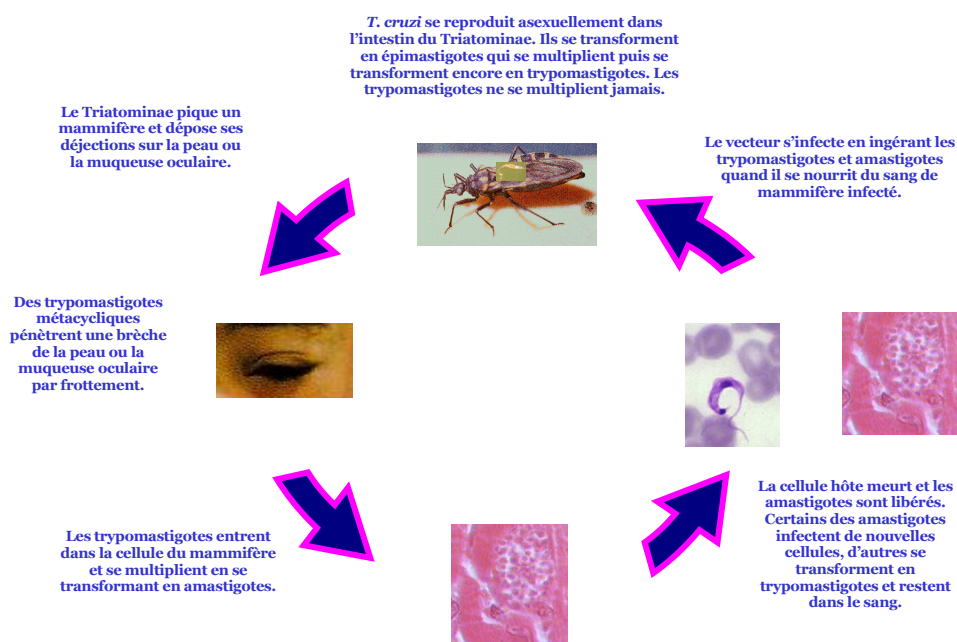 T. cruzi se reproduit asexuellement dans
l'intestin du Triatominae. Ils se transforment
en épimastigotes qui se multiplient puis se
transforment encore en trypomastigotes. Les
trypomastigotes ne se multiplient jamais.
Le Triatominae pique un
mammifère et dépose ses
déjections sur la peau ou
la muqueuse oculaire.
Des trypomastigotes
métacycliques
pénètrent une brèche
de la peau ou la
muqueuse oculaire
par frottement.
Les trypomastigotes entrent
dans la cellule du mammifère
et se multiplient en se
transformant en amastigotes.
La cellule hôte meurt et les
amastigotes sont libérés.
Certains des amastigotes
infectent de nouvelles
cellules, d'autres se
transforment en
trypomastigotes et restent
dans le sang.
Le vecteur s'infecte en ingérant les
trypomastigotes et amastigotes
quand il se nourrit du sang de
mammifère infecté.